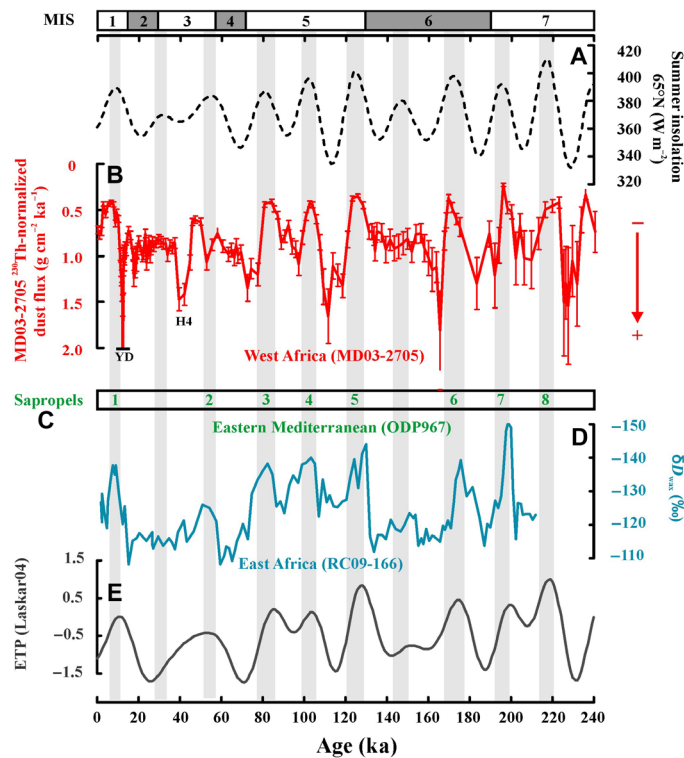 MIS 1 2 3 4 5 6 7
A
420
400
380
360
340
320
Summer insolation
65°N (W m⁻²)
B
0
0.5
1.0
1.5
2.0
MD03-2705 ²³⁰Th-normalized
dust flux (g cm⁻² ka⁻¹)
YD
H4
West Africa (MD03-2705)
−
+
Sapropels 1 2 3 4 5 6 7 8
C
Eastern Mediterranean (ODP967)
D
−150
−140
−130
−120
−110
δDwax
(‰)
East Africa (RC09-166)
E
1.5
0.5
−0.5
−1.5
ETP (Laskar04)
0 20 40 60 80 100 120 140 160 180 200 220 240
Age (ka)